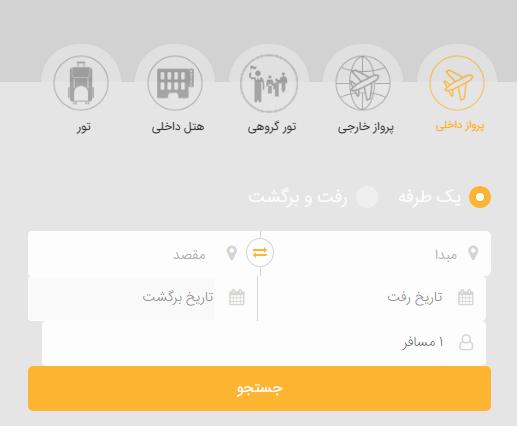 پرواز داخلی
پرواز خارجی
تور گروهی
هتل داخلی
تور
یک طرفه
رفت و برگشت
مبدا
مقصد
تاریخ رفت
تاریخ برگشت
۱ مسافر
جستجو